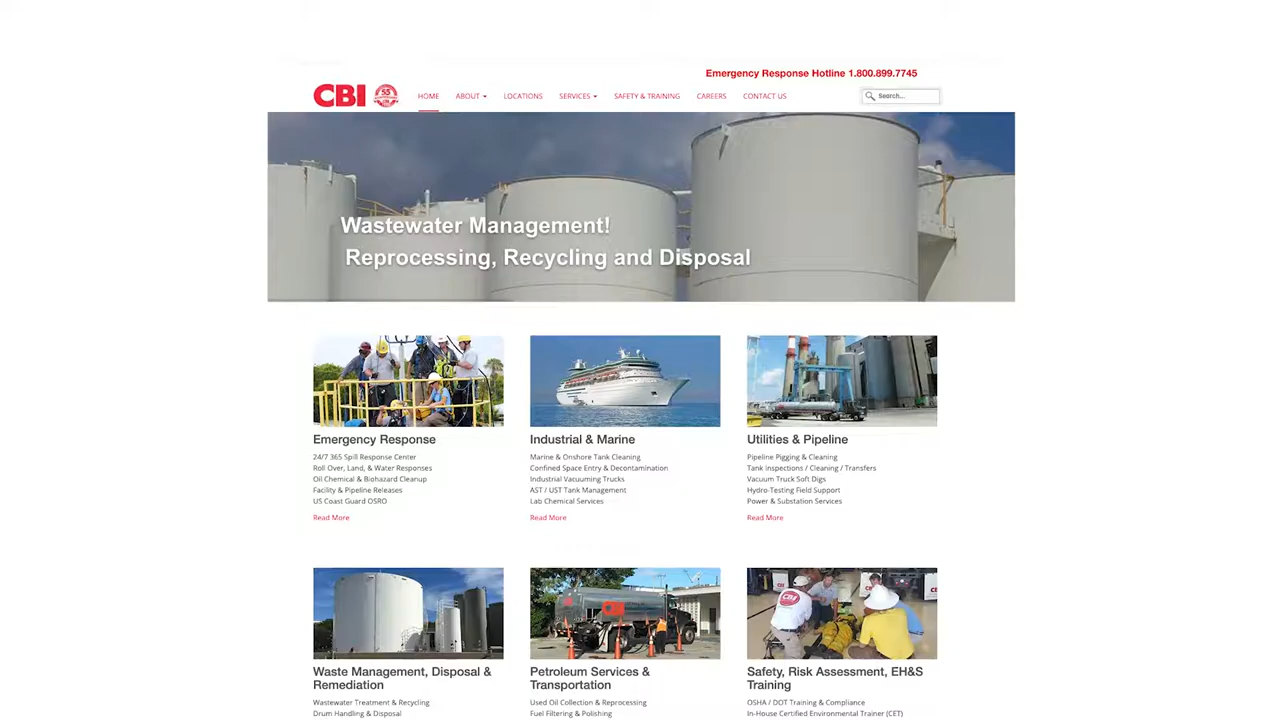 Emergency Response Hotline 1.800.899.7745
CBI 55
HOME ABOUT LOCATIONS SERVICES SAFETY & TRAINING CAREERS CONTACT US Search...
Wastewater Management!
Reprocessing, Recycling and Disposal
Emergency Response
24/7 365 Spill Response Center
Roll Over, Land, & Water Responses
Oil Chemical & Biohazard Cleanup
Facility & Pipeline Releases
US Coast Guard OSRO
Read More
Industrial & Marine
Marine & Onshore Tank Cleaning
Confined Space Entry & Decontamination
Industrial Vacuuming Trucks
AST / UST Tank Management
Lab Chemical Services
Read More
Utilities & Pipeline
Pipeline Pigging & Cleaning
Tank inspections / Cleaning / Transfers
Vacuum Truck Soft Digs
Hydro-Testing Field Support
Power & Substation Services
Read More
CBI
CBI
Waste Management, Disposal &
Remediation
Wastewater Treatment & Recycling
Drum Handling & Disposal
Petroleum Services &
Transportation
Used Oil Collection & Reprocessing
Fuel Filtering & Polishing
Safety, Risk Assessment, EH&S
Training
OSHA / DOT Training & Compliance
In-House Certified Environmental Trainer (CET)